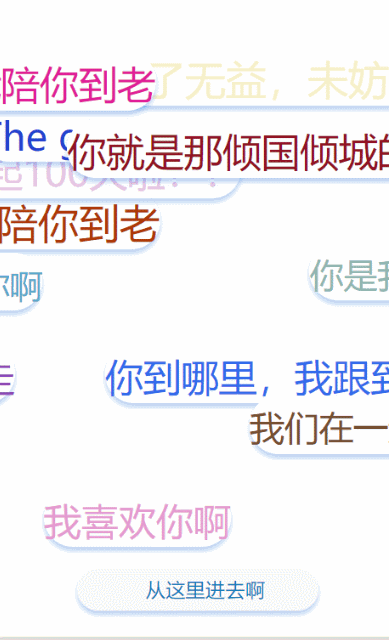 陪你到老
了无益，未妨
The
你就是那倾国倾城的
起100天啦！
陪你到老
你啊
你是我
走
你到哪里，我跟到
我们在一
我喜欢你啊
从这里进去啊